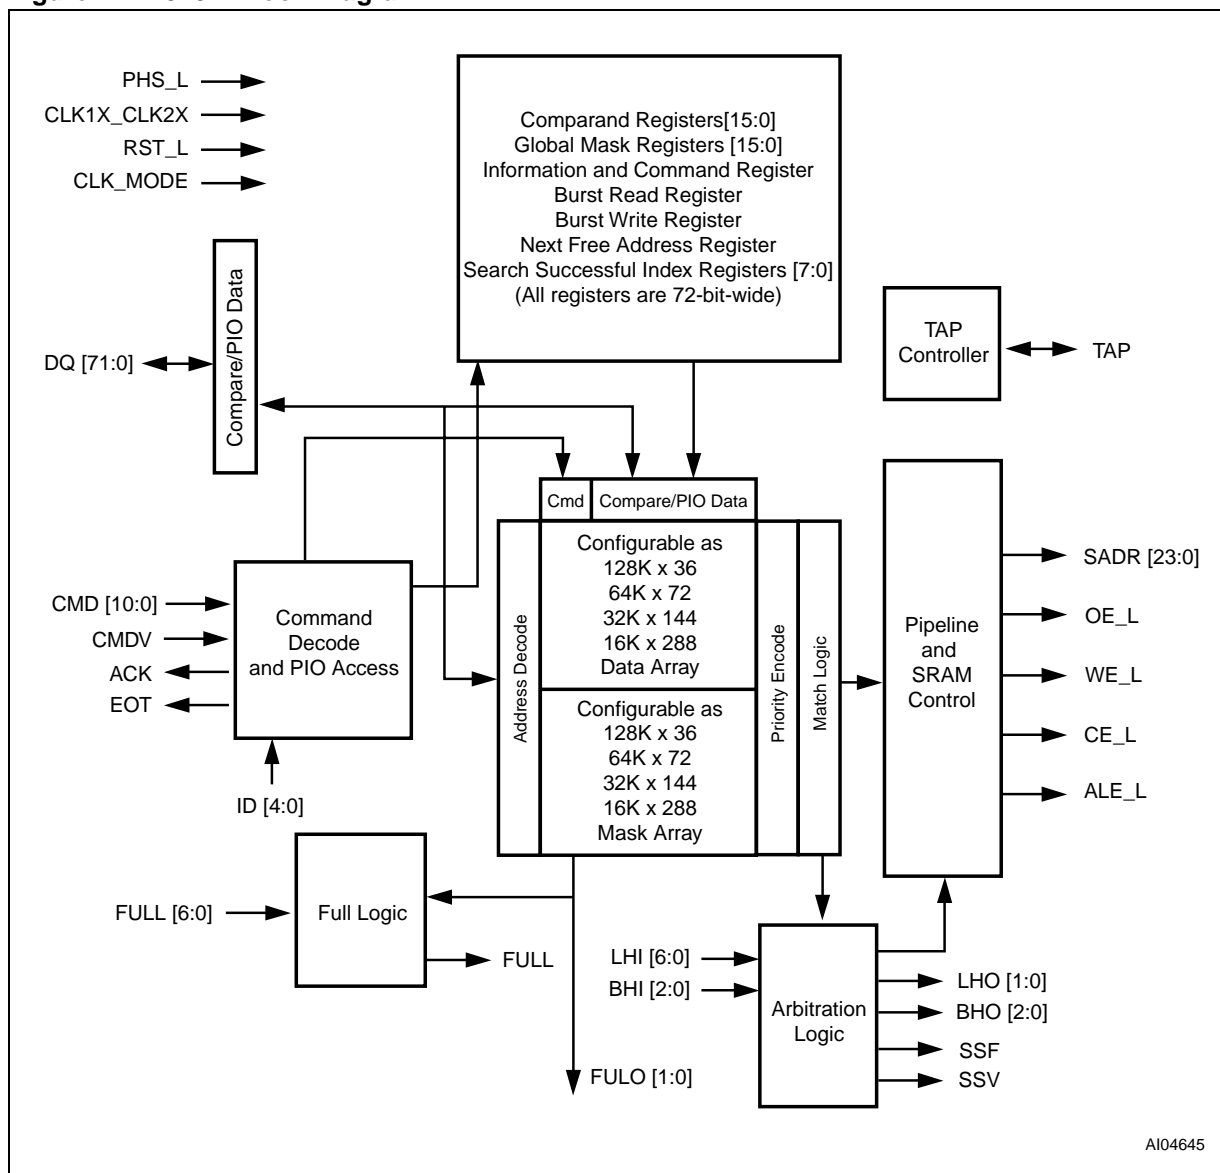 PHS_L
CLK1X_CLK2X
RST_L
CLK_MODE
Comparand Registers[15:0]
Global Mask Registers [15:0]
Information and Command Register
Burst Read Register
Burst Write Register
Next Free Address Register
Search Successful Index Registers [7:0]
(All registers are 72-bit-wide)
Compare/PIO Data
DQ [71:0]
TAP
Controller
TAP
Cmd
Compare/PIO Data
Command
Decode
and PIO Access
CMD [10:0]
CMDV
ACK
EOT
ID [4:0]
Address Decode
Configurable as
128K x 36
64K x 72
32K x 144
16K x 288
Data Array
Configurable as
128K x 36
64K x 72
32K x 144
16K x 288
Mask Array
Priority Encode
Match Logic
Pipeline
and
SRAM
Control
SADR [23:0]
OE_L
WE_L
CE_L
ALE_L
FULL [6:0]
Full Logic
FULL
FULO [1:0]
LHI [6:0]
BHI [2:0]
Arbitration
Logic
LHO [1:0]
BHO [2:0]
SSF
SSV
AI04645